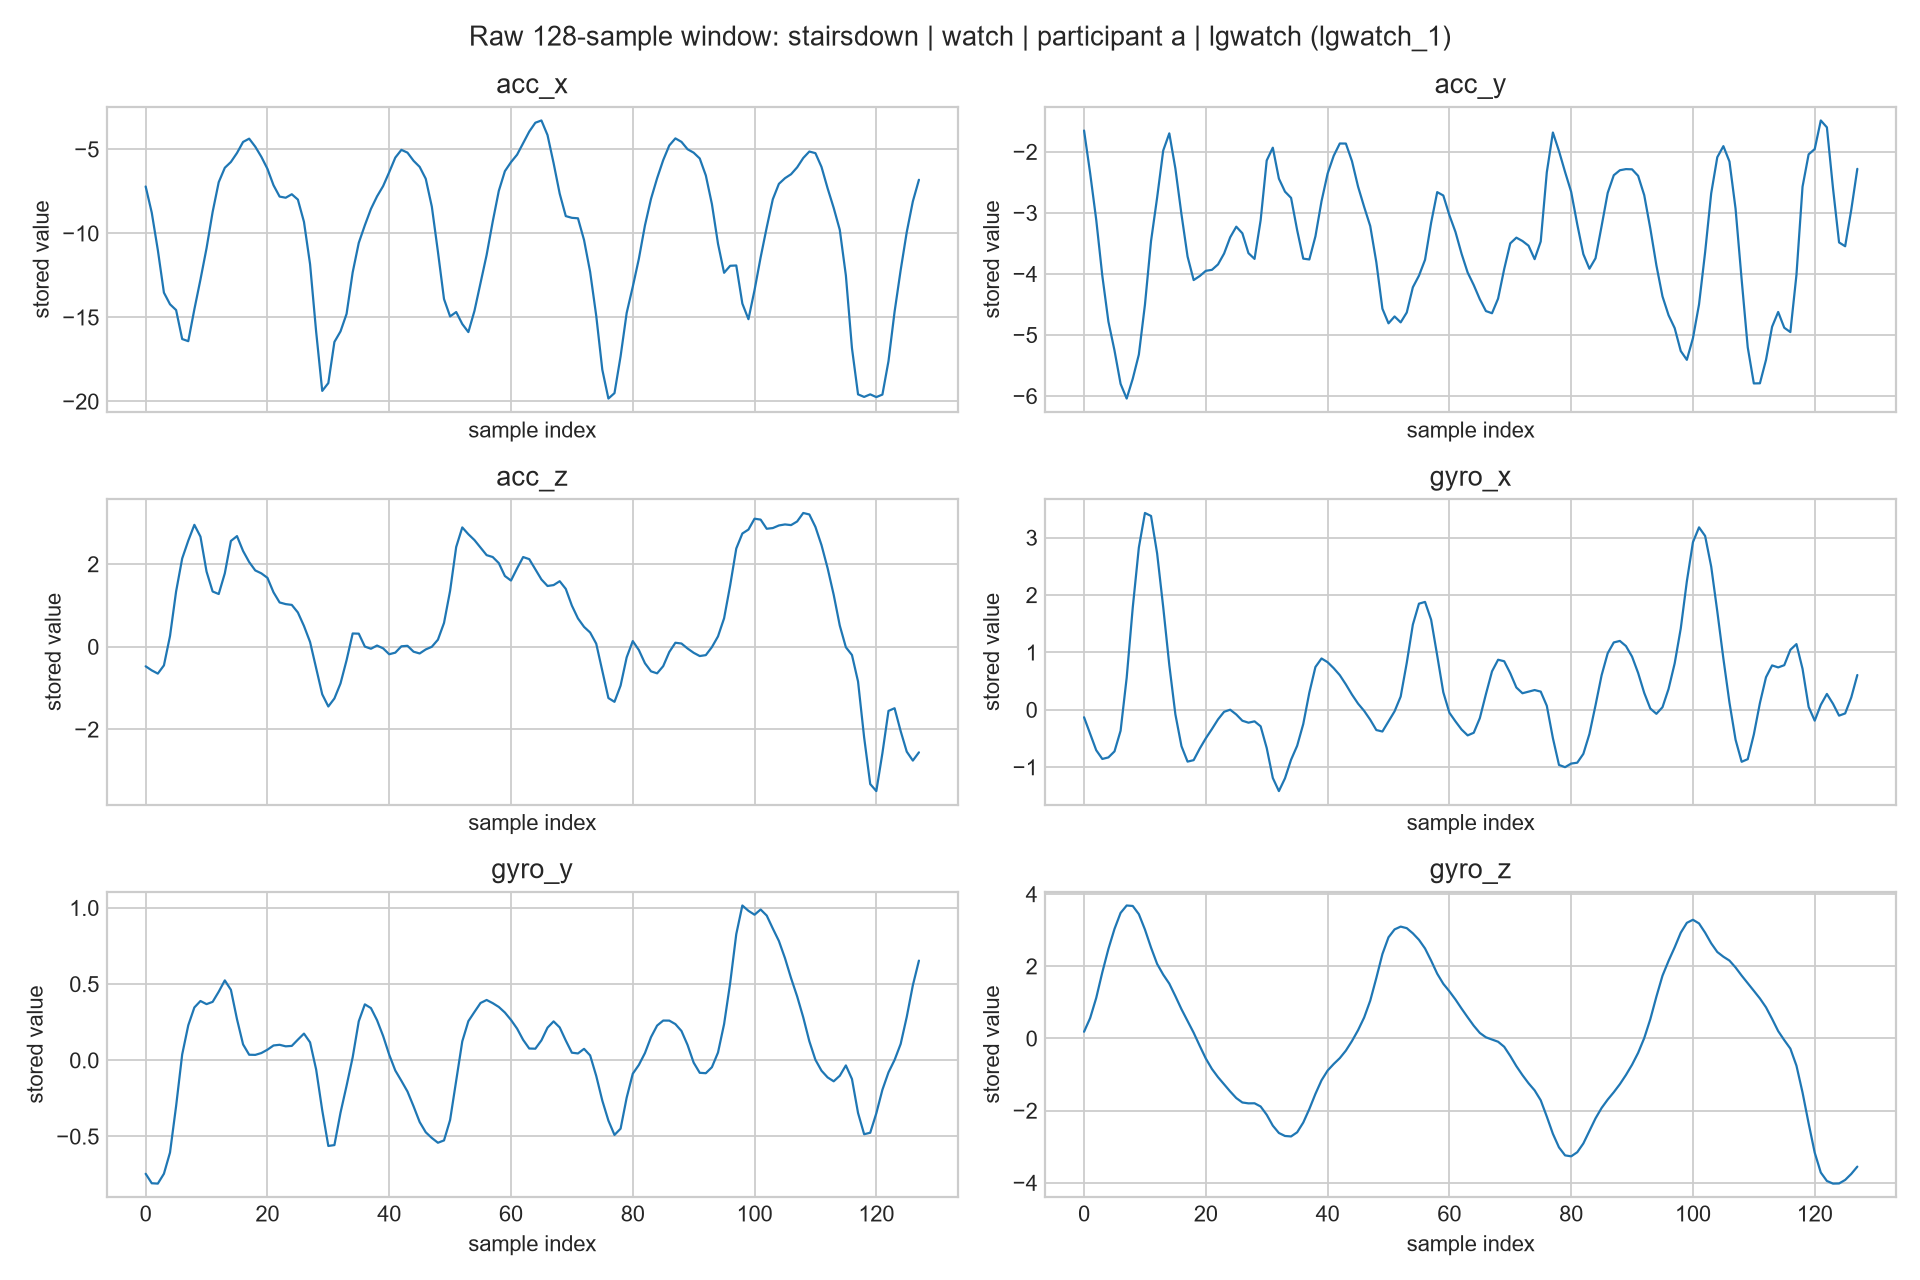 Raw 128-sample window: stairsdown | watch | participant a | lgwatch (lgwatch_1)
acc_x
stored value
−5
−10
−15
−20
sample index
acc_y
stored value
−2
−3
−4
−5
−6
sample index
acc_z
stored value
2
0
−2
sample index
gyro_x
stored value
3
2
1
0
−1
sample index
gyro_y
stored value
1.0
0.5
0.0
−0.5
0 20 40 60 80 100 120
sample index
gyro_z
stored value
4
2
0
−2
−4
0 20 40 60 80 100 120
sample index